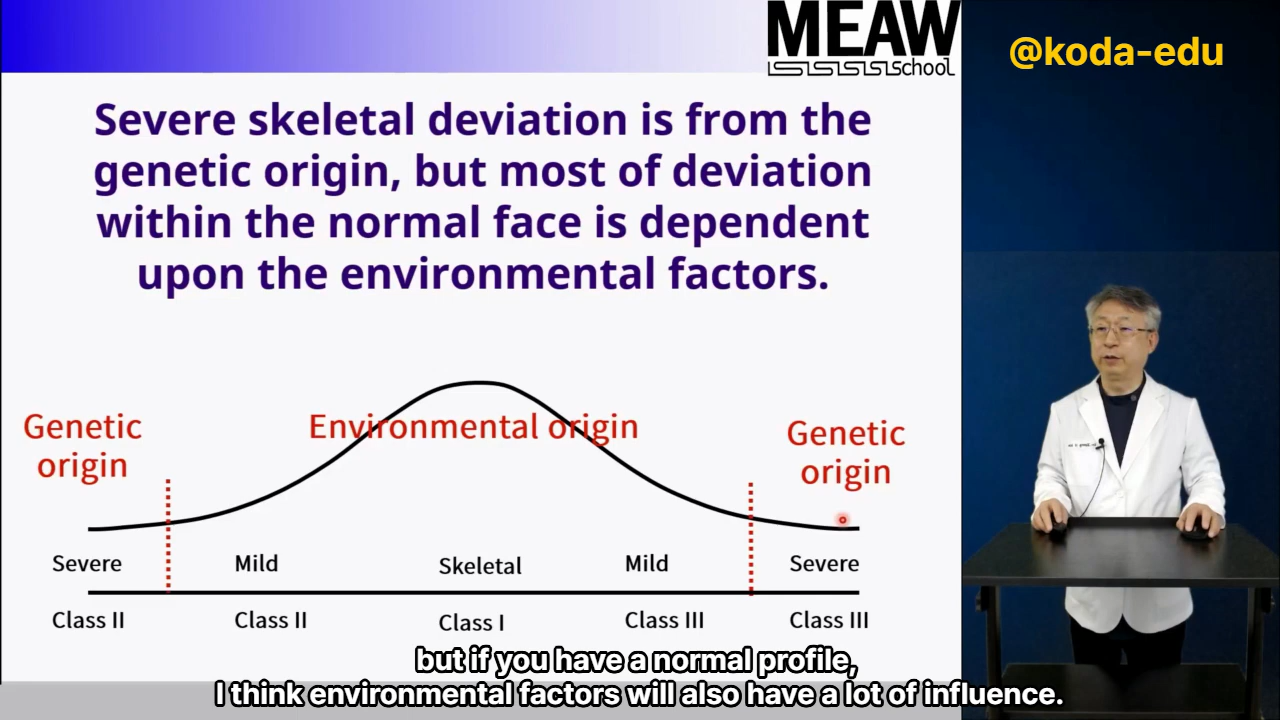 MEAW
School
@koda-edu
Severe skeletal deviation is from the
genetic origin, but most of deviation
within the normal face is dependent
upon the environmental factors.
Genetic
origin
Environmental origin
Genetic
origin
Severe
Mild
Skeletal
Mild
Severe
Class II
Class II
Class I
Class III
Class III
but if you have a normal profile,
I think environmental factors will also have a lot of influence.